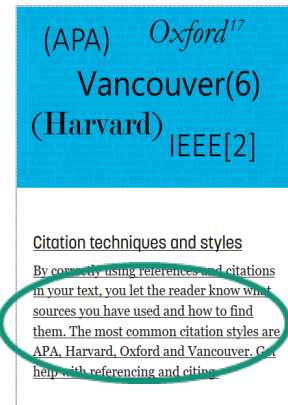 (APA) Oxford17
Vancouver(6)
(Harvard)
IEEE[2]
Citation techniques and styles
By correctly using references and citations
in your text, you let the reader know what
sources you have used and how to find
them. The most common citation styles are
APA, Harvard, Oxford and Vancouver. Get
help with referencing and citing.